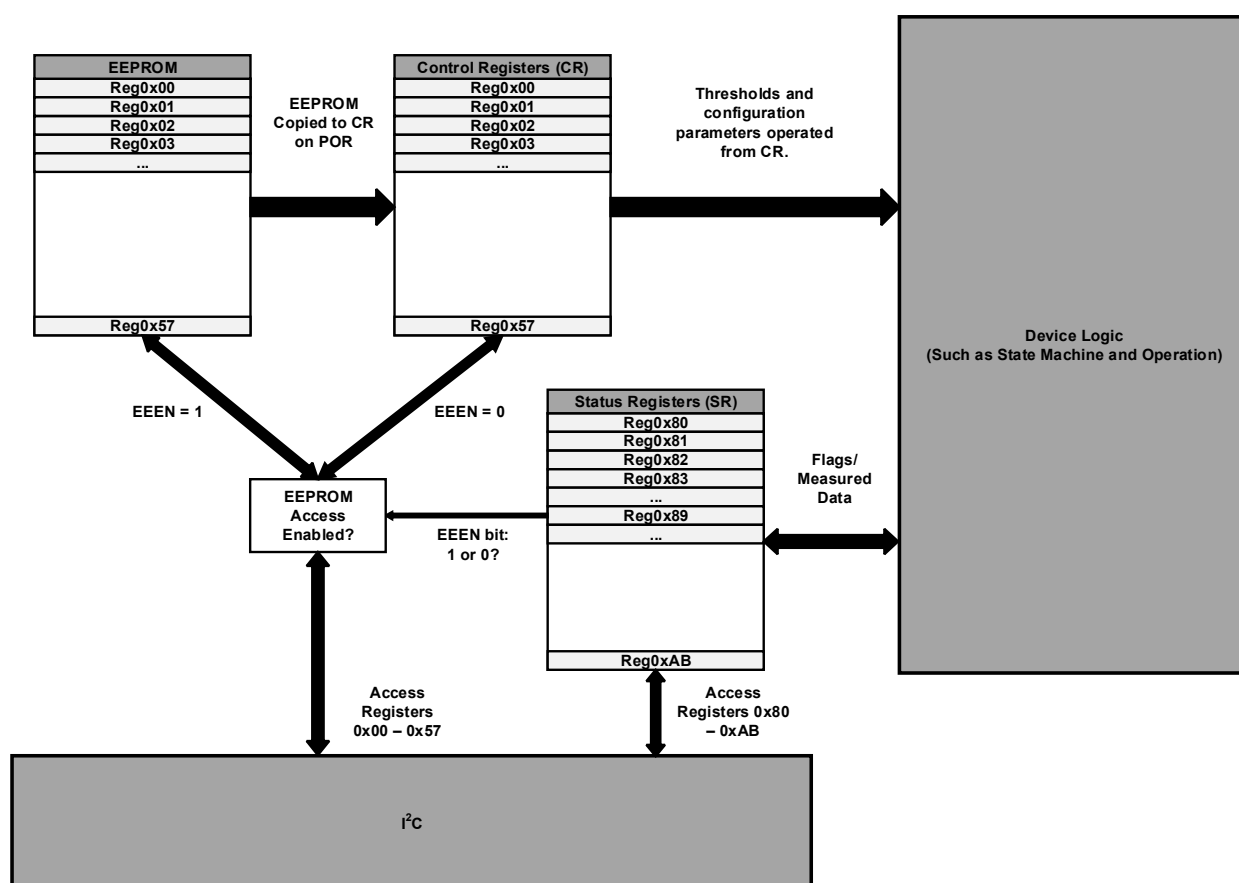 EEPROM
Reg0x00
Reg0x01
Reg0x02
Reg0x03
...
Reg0x57
EEPROM
Copied to CR
on POR
Control Registers (CR)
Reg0x00
Reg0x01
Reg0x02
Reg0x03
...
Reg0x57
Thresholds and
configuration
parameters operated
from CR.
Device Logic
(Such as State Machine and Operation)
EEEN = 1
EEEN = 0
EEPROM
Access
Enabled?
EEEN bit:
1 or 0?
Status Registers (SR)
Reg0x80
Reg0x81
Reg0x82
Reg0x83
...
Reg0x89
...
Reg0xAB
Flags/
Measured
Data
Access
Registers
0x00 – 0x57
Access
Registers 0x80
– 0xAB
I²C